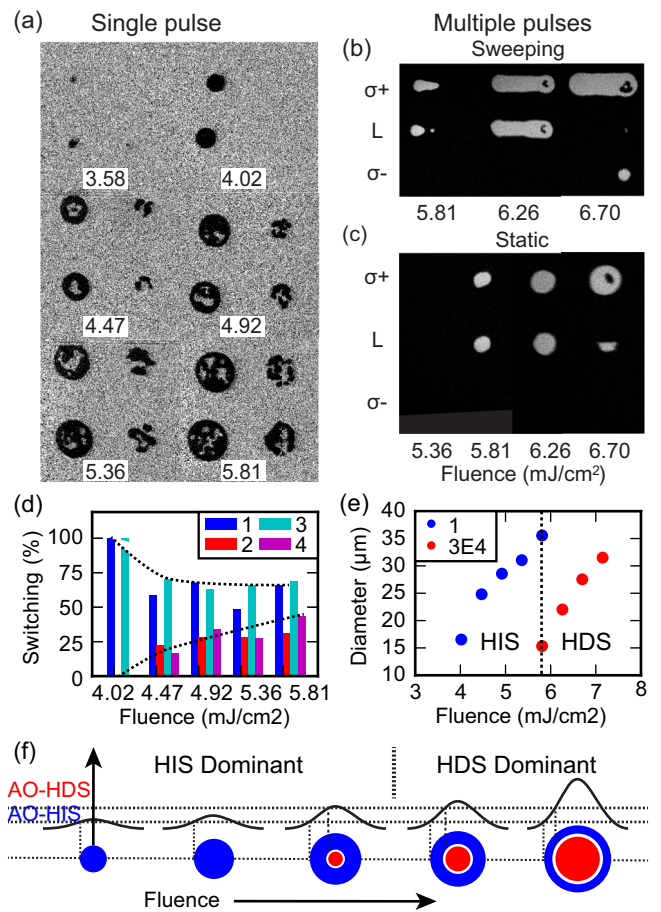 (a) Single pulse
3.58
4.02
4.47
4.92
5.36
5.81
Multiple pulses
(b) Sweeping
σ+
L
σ-
5.81 6.26 6.70
(c) Static
σ+
L
σ-
5.36 5.81 6.26 6.70
Fluence (mJ/cm²)
(d)
Switching (%)
100
75
50
25
0
1 3
2 4
4.02 4.47 4.92 5.36 5.81
Fluence (mJ/cm2)
(e)
Diameter (μm)
40
35
30
25
20
15
10
1
3E4
HIS HDS
3 4 5 6 7 8
Fluence (mJ/cm2)
(f)
HIS Dominant HDS Dominant
AO-HDS
AO-HIS
Fluence